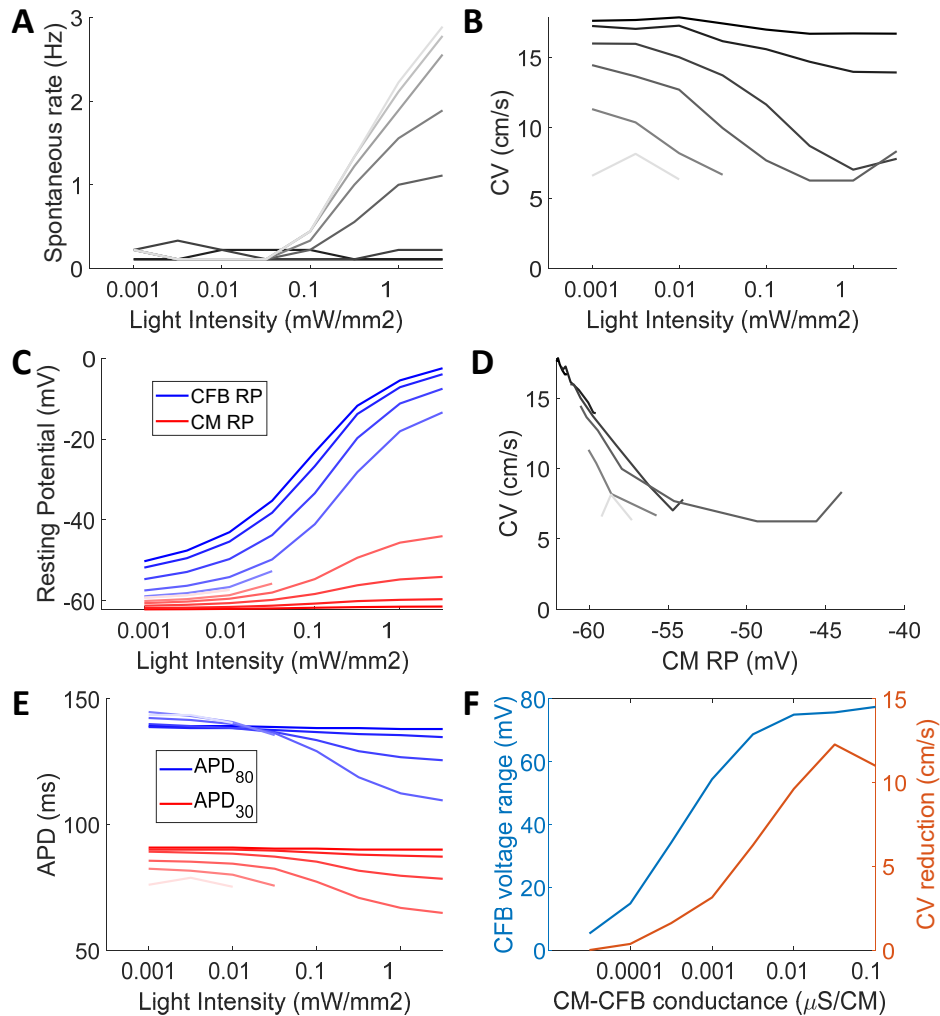 A
Spontaneous rate (Hz)
3
2
1
0
0.001 0.01 0.1 1
Light Intensity (mW/mm2)
B
CV (cm/s)
15
10
5
0
0.001 0.01 0.1 1
Light Intensity (mW/mm2)
C
Resting Potential (mV)
0
-20
-40
-60
CFB RP
CM RP
0.001 0.01 0.1 1
Light Intensity (mW/mm2)
D
CV (cm/s)
15
10
5
0
-60 -55 -50 -45 -40
CM RP (mV)
E
APD (ms)
150
100
50
APD80
APD30
0.001 0.01 0.1 1
Light Intensity (mW/mm2)
F
CFB voltage range (mV)
80
60
40
20
0
15
10
5
0
CV reduction (cm/s)
0.0001 0.001 0.01 0.1
CM-CFB conductance (μS/CM)